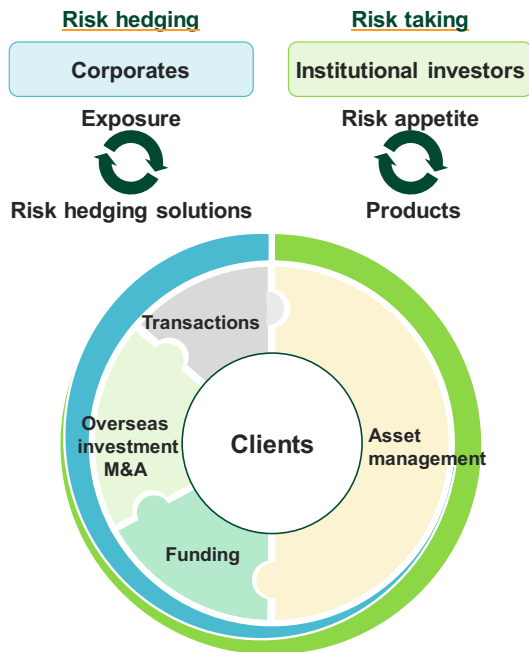 Risk hedging
Risk taking
Corporates
Institutional investors
Exposure
Risk appetite
Risk hedging solutions
Products
Transactions
Overseas
investment
M&A
Clients
Asset
management
Funding